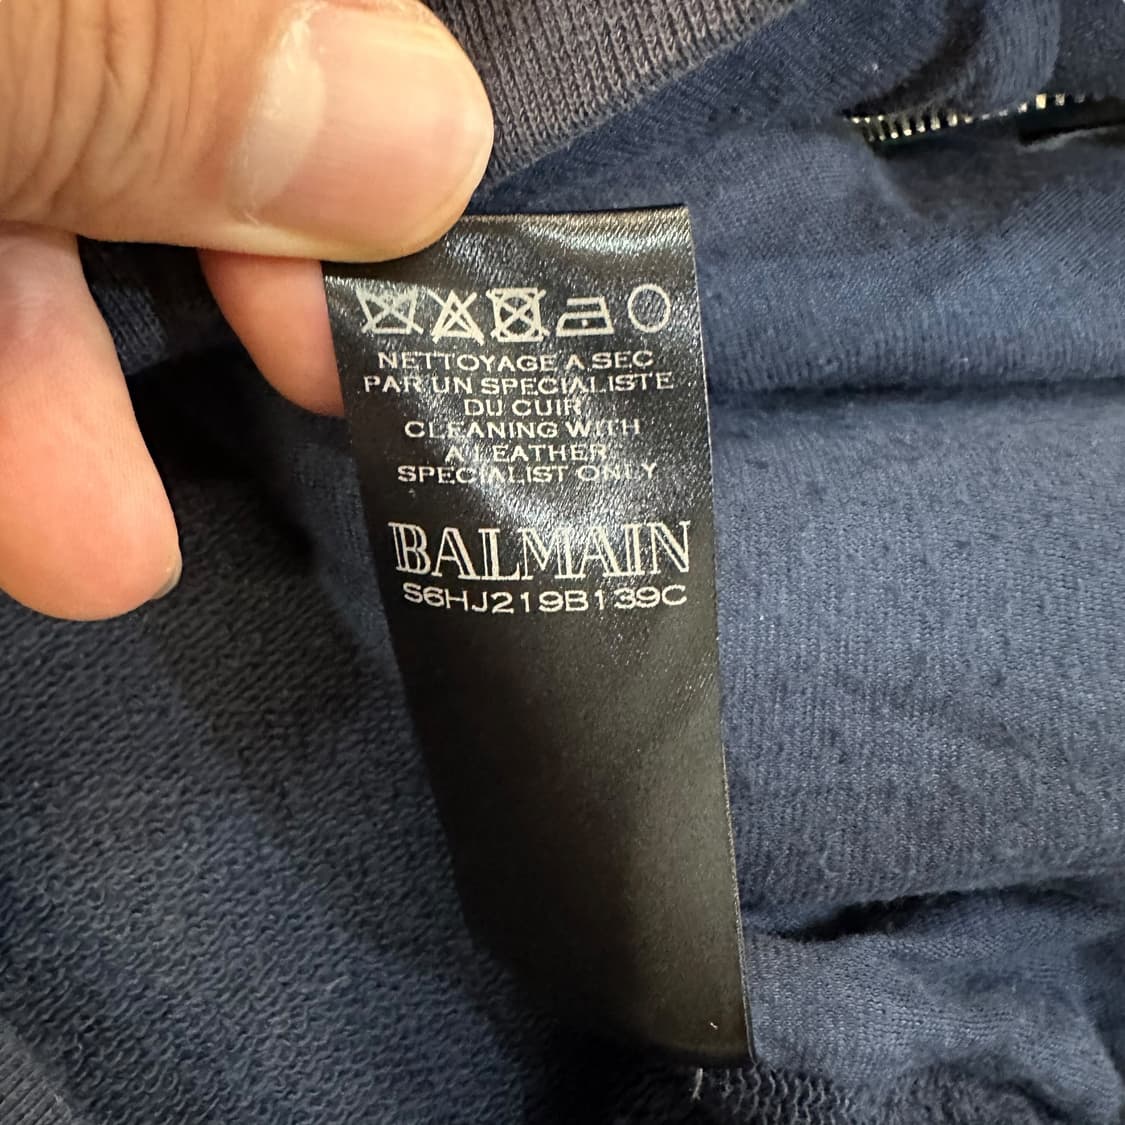 NETTOYAGE A SEC
PAR UN SPECIALISTE
DU CUIR
CLEANING WITH
A LEATHER
SPECIALIST ONLY
BALMAIN
S6HJ219B139C